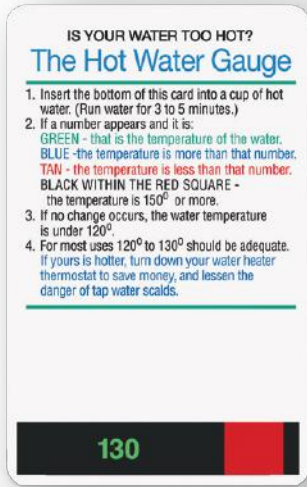 IS YOUR WATER TOO HOT?
The Hot Water Gauge
1. Insert the bottom of this card into a cup of hot
water. (Run water for 3 to 5 minutes.)
2. If a number appears and it is:
GREEN - that is the temperature of the water.
BLUE -the temperature is more than that number.
TAN - the temperature is less than that number.
BLACK WITHIN THE RED SQUARE -
the temperature is 150⁰ or more.
3. If no change occurs, the water temperature
is under 120⁰.
4. For most uses 120⁰ to 130⁰ should be adequate.
If yours is hotter, turn down your water heater
thermostat to save money, and lessen the
danger of tap water scalds.
130